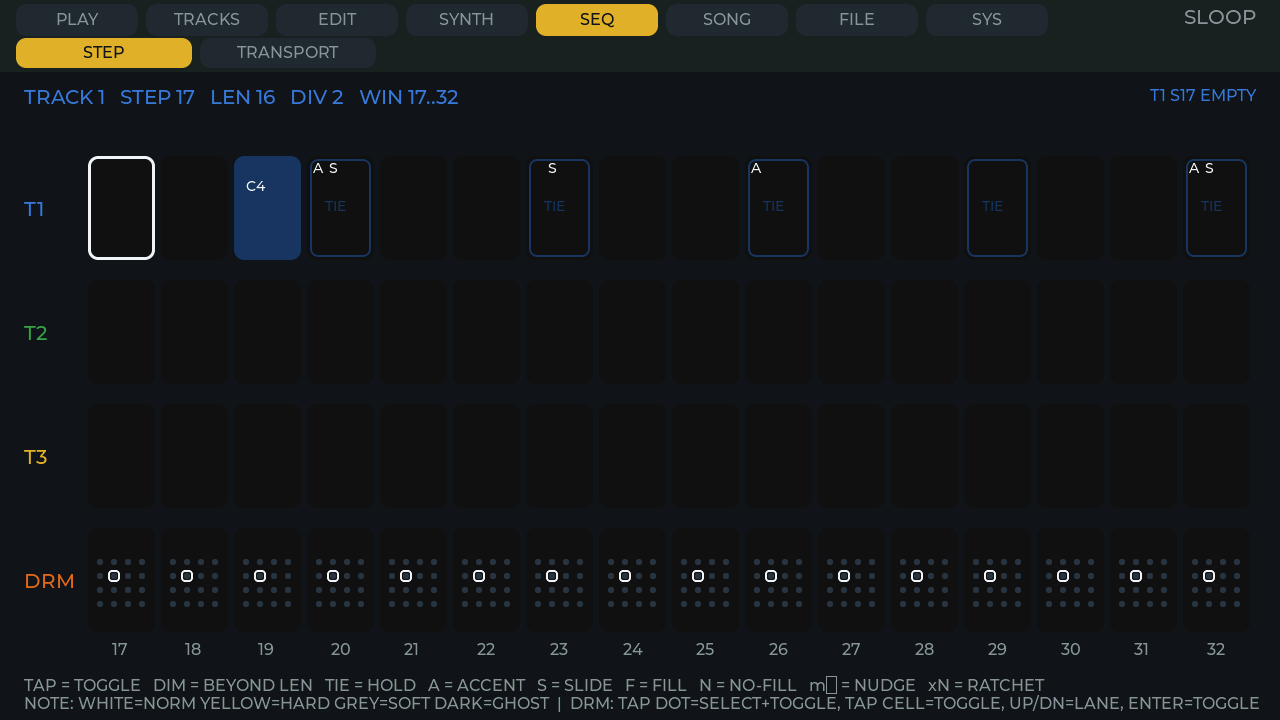 PLAY TRACKS EDIT SYNTH SEQ SONG FILE SYS SLOOP
STEP TRANSPORT
TRACK 1 STEP 17 LEN 16 DIV 2 WIN 17..32 T1 S17 EMPTY
A S S A A S
C4
T1 TIE TIE TIE TIE TIE
T2
T3
DRM
17 18 19 20 21 22 23 24 25 26 27 28 29 30 31 32
TAP = TOGGLE DIM = BEYOND LEN TIE = HOLD A = ACCENT S = SLIDE F = FILL N = NO-FILL m□ = NUDGE xN = RATCHET
NOTE: WHITE=NORM YELLOW=HARD GREY=SOFT DARK=GHOST | DRM: TAP DOT=SELECT+TOGGLE, TAP CELL=TOGGLE, UP/DN=LANE, ENTER=TOGGLE